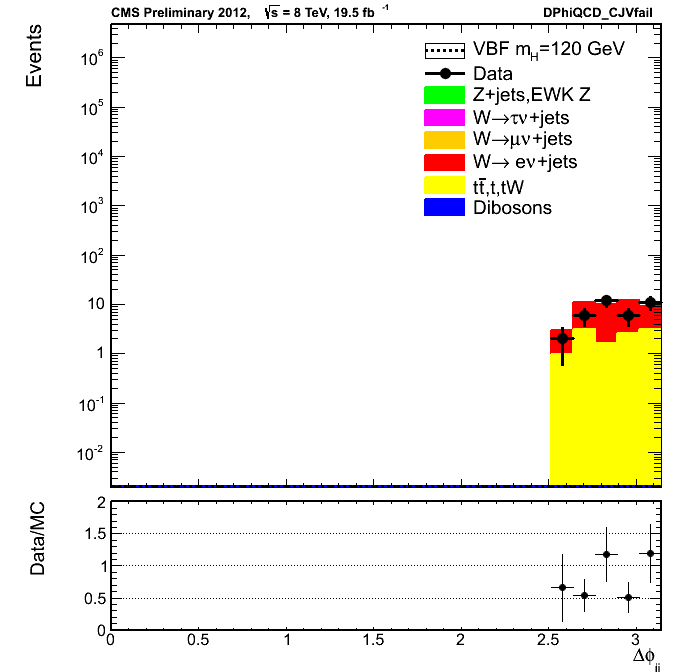 CMS Preliminary 2012, √s = 8 TeV, 19.5 fb⁻¹ DPhiQCD_CJVfail
Events
10⁶
10⁵
10⁴
10³
10²
10
1
10⁻¹
10⁻²
VBF m_H=120 GeV
Data
Z+jets,EWK Z
W→τν+jets
W→μν+jets
W→ eν+jets
tt̄,t,tW
Dibosons
Data/MC
2
1.5
1
0.5
0
0 0.5 1 1.5 2 2.5 3
Δϕ_jj